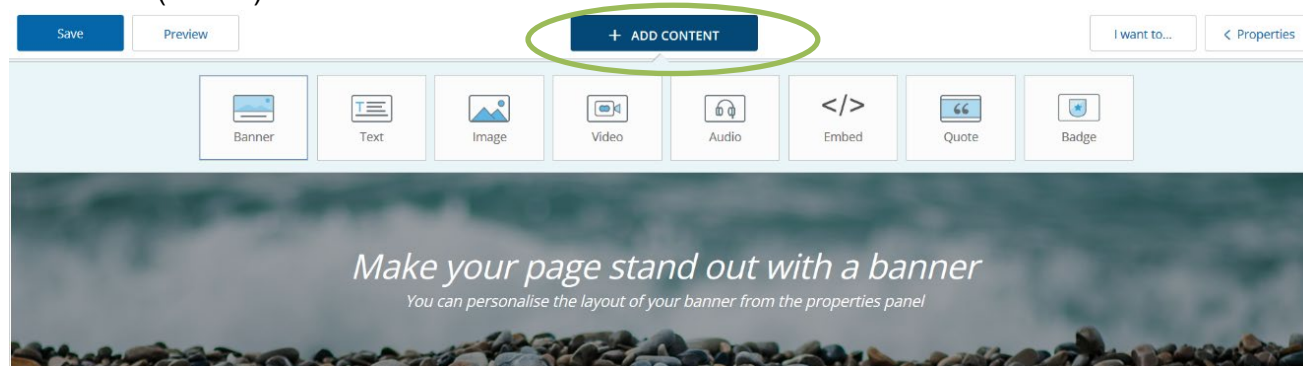 Save Preview + ADD CONTENT I want to... < Properties
Banner Text Image Video Audio </> Embed Quote Badge
Make your page stand out with a banner
You can personalise the layout of your banner from the properties panel